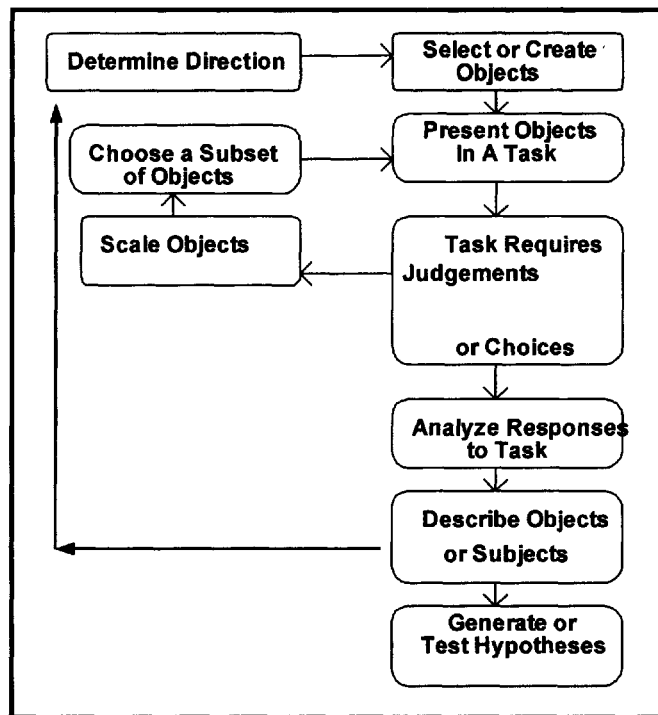 Determine Direction
Select or Create
Objects
Present Objects
In A Task
Choose a Subset
of Objects
Scale Objects
Task Requires
Judgements
or Choices
Analyze Responses
to Task
Describe Objects
or Subjects
Generate or
Test Hypotheses